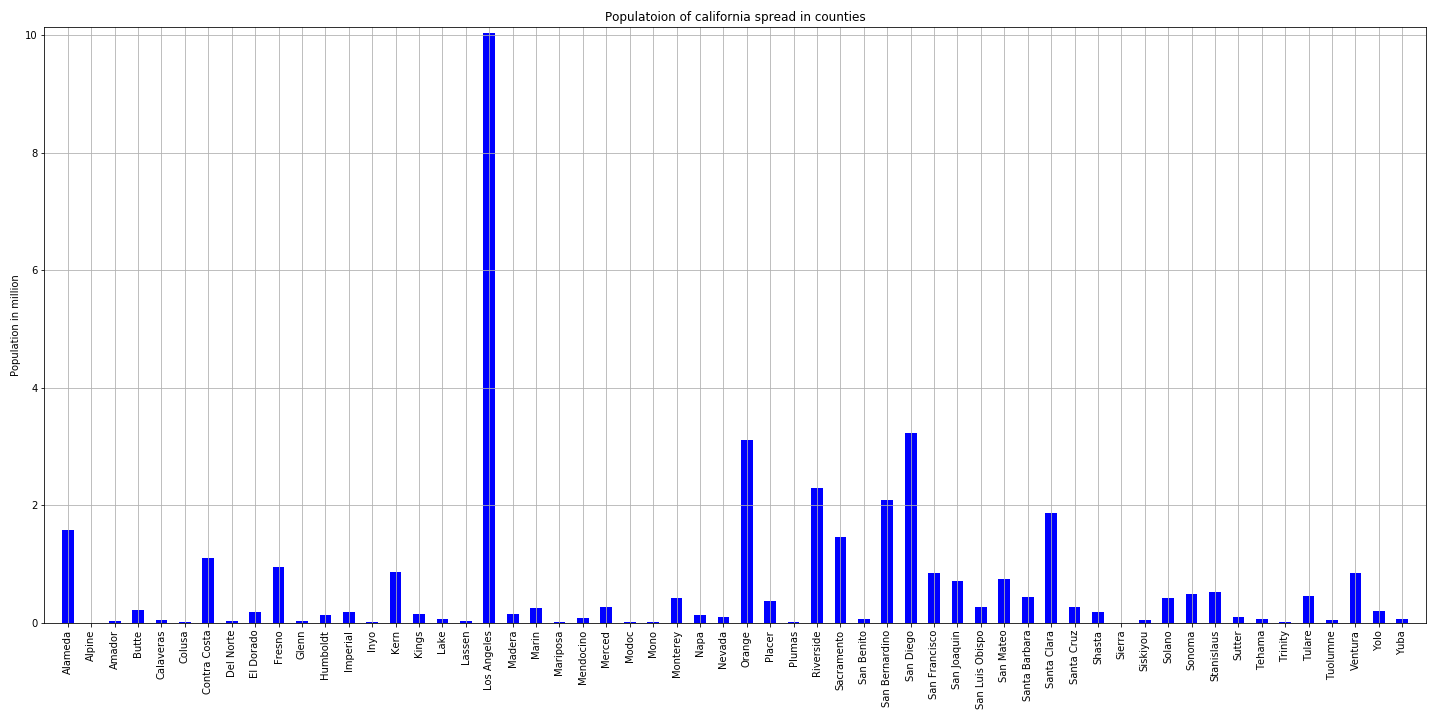 Populatoion of california spread in counties
Population in million
10
8
6
4
2
0
Alameda
Alpine
Amador
Butte
Calaveras
Colusa
Contra Costa
Del Norte
El Dorado
Fresno
Glenn
Humboldt
Imperial
Inyo
Kern
Kings
Lake
Lassen
Los Angeles
Madera
Marin
Mariposa
Mendocino
Merced
Modoc
Mono
Monterey
Napa
Nevada
Orange
Placer
Plumas
Riverside
Sacramento
San Benito
San Bernardino
San Diego
San Francisco
San Joaquin
San Luis Obispo
San Mateo
Santa Barbara
Santa Clara
Santa Cruz
Shasta
Sierra
Siskiyou
Solano
Sonoma
Stanislaus
Sutter
Tehama
Trinity
Tulare
Tuolumne
Ventura
Yolo
Yuba